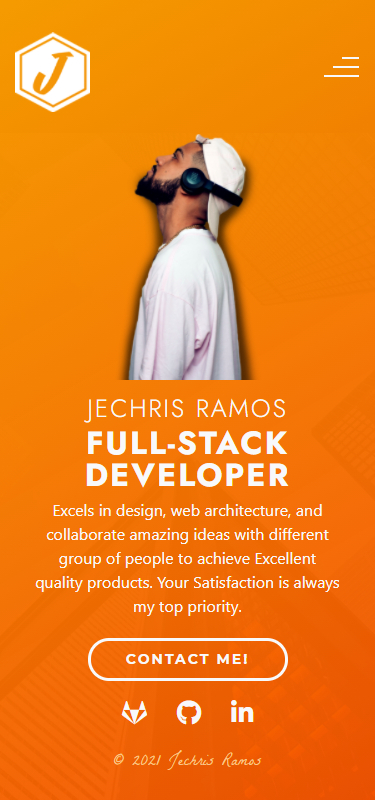 J
JECHRIS RAMOS
FULL-STACK
DEVELOPER
Excels in design, web architecture, and
collaborate amazing ideas with different
group of people to achieve Excellent
quality products. Your Satisfaction is always
my top priority.
CONTACT ME!
in
© 2021 Jechris Ramos